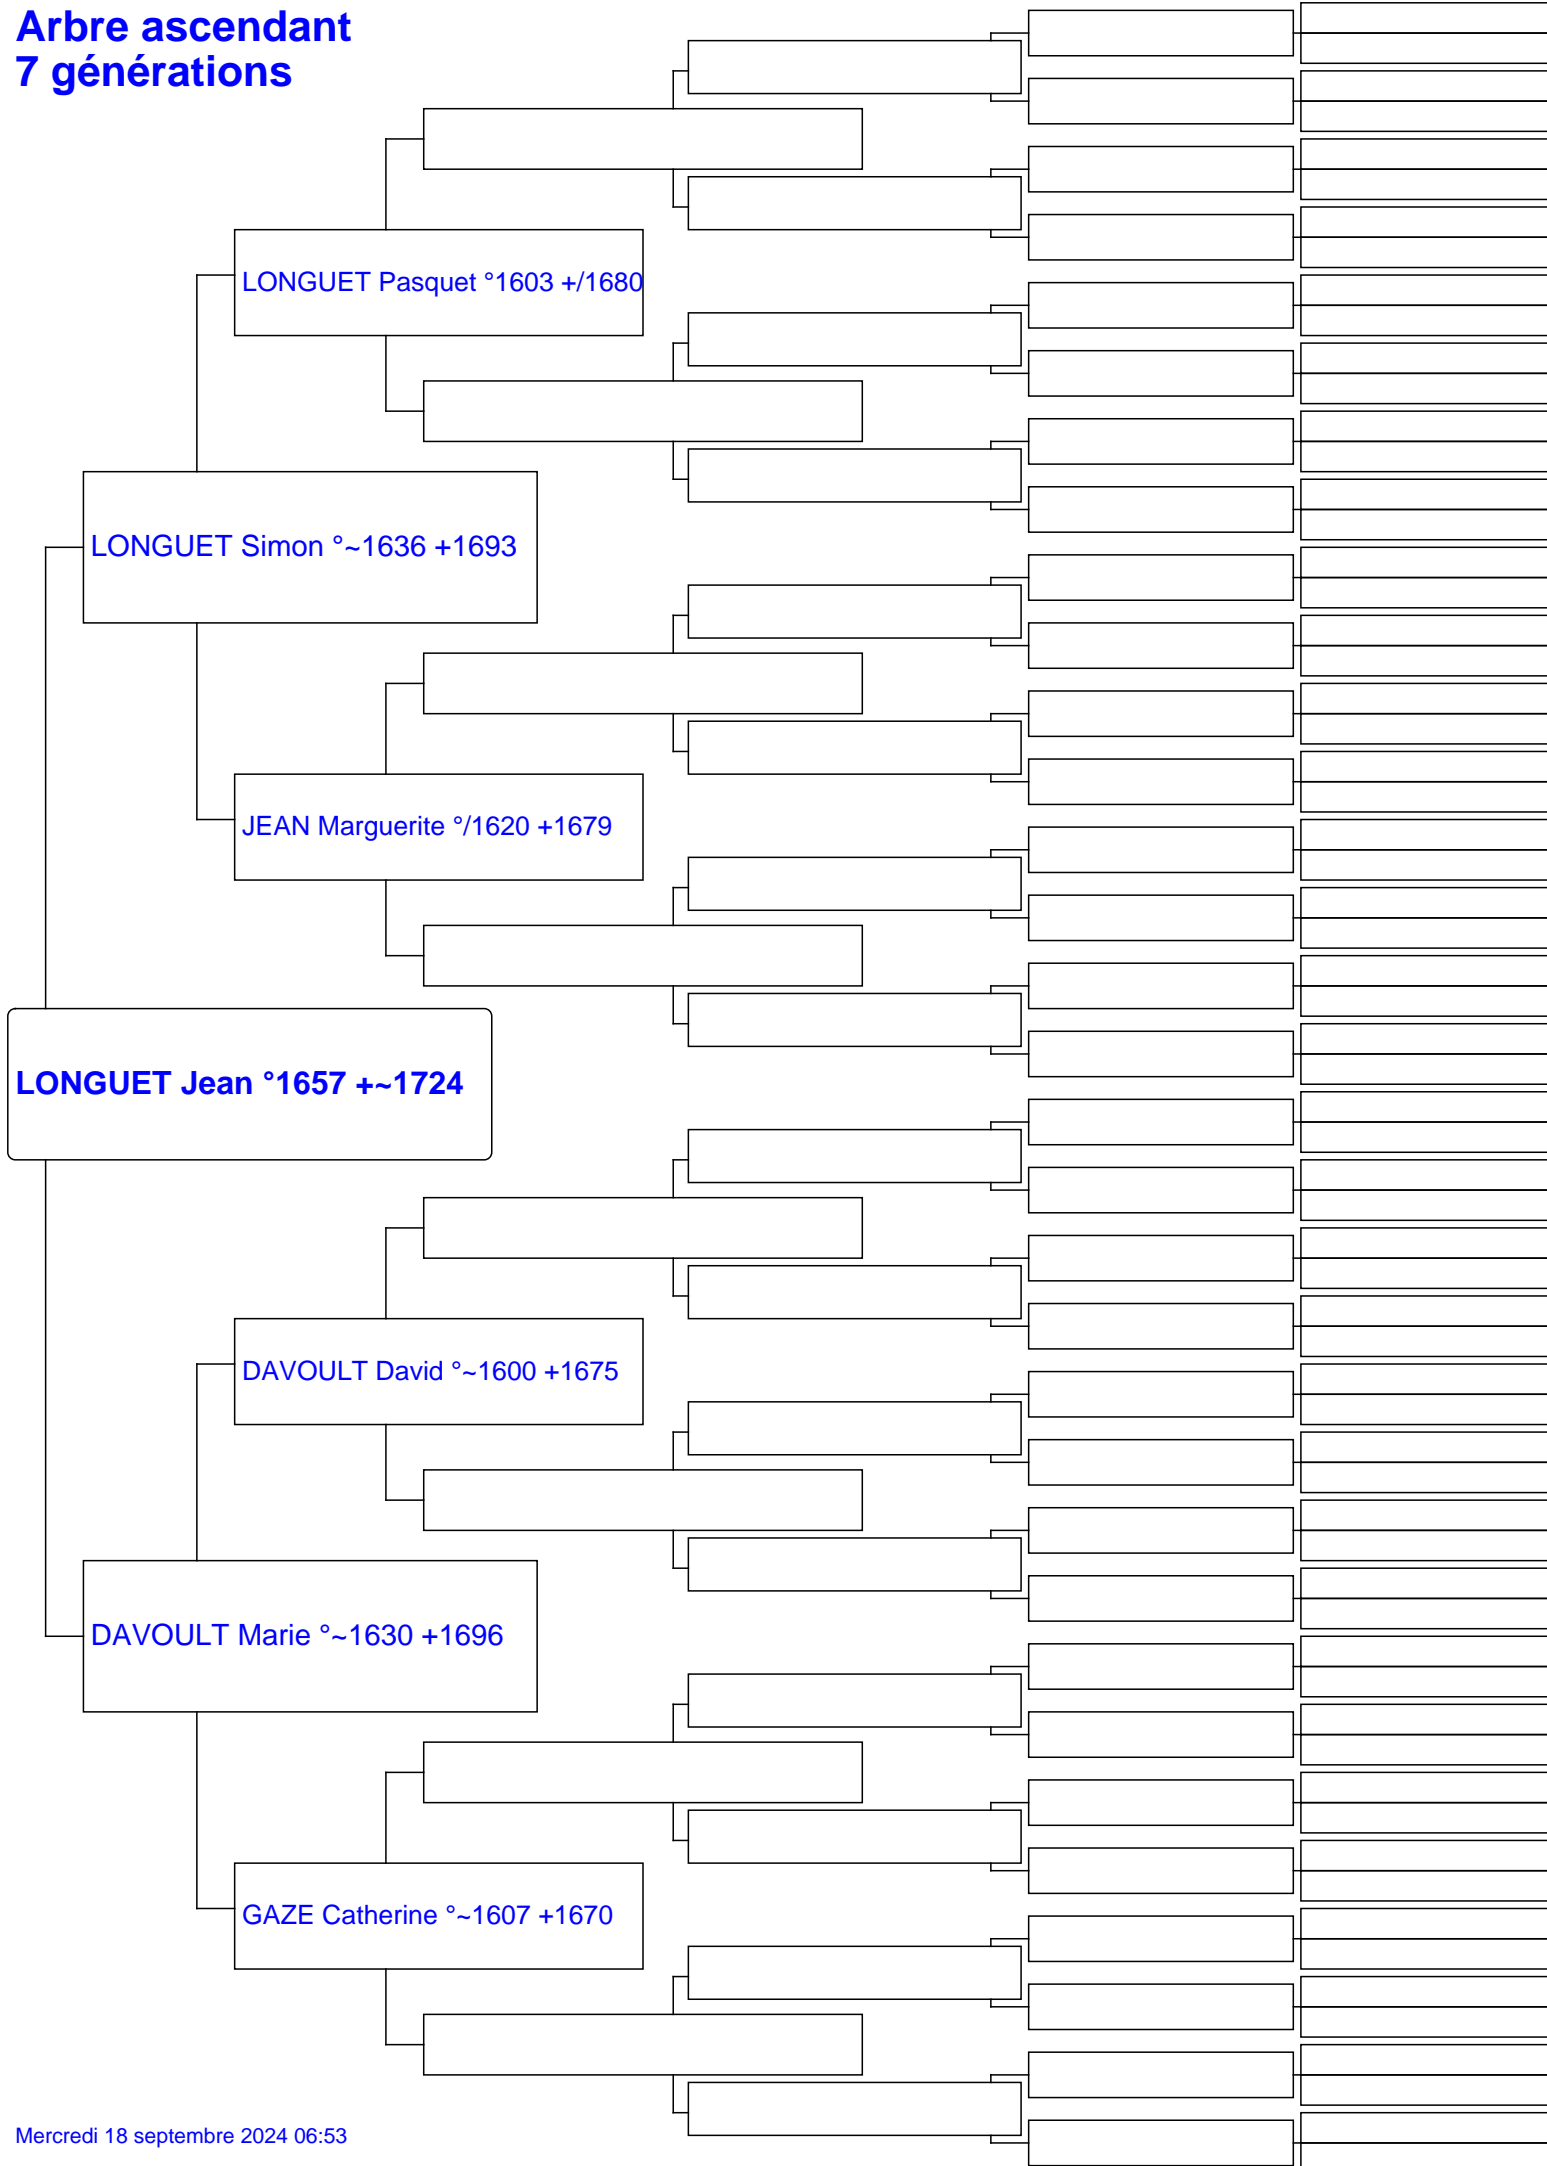 Arbre ascendant
7 générations
LONGUET Pasquet °1603 +/1680
LONGUET Simon °~1636 +1693
JEAN Marguerite °/1620 +1679
LONGUET Jean °1657 +~1724
DAVOULT David °~1600 +1675
DAVOULT Marie °~1630 +1696
GAZE Catherine °~1607 +1670
Mercredi 18 septembre 2024 06:53